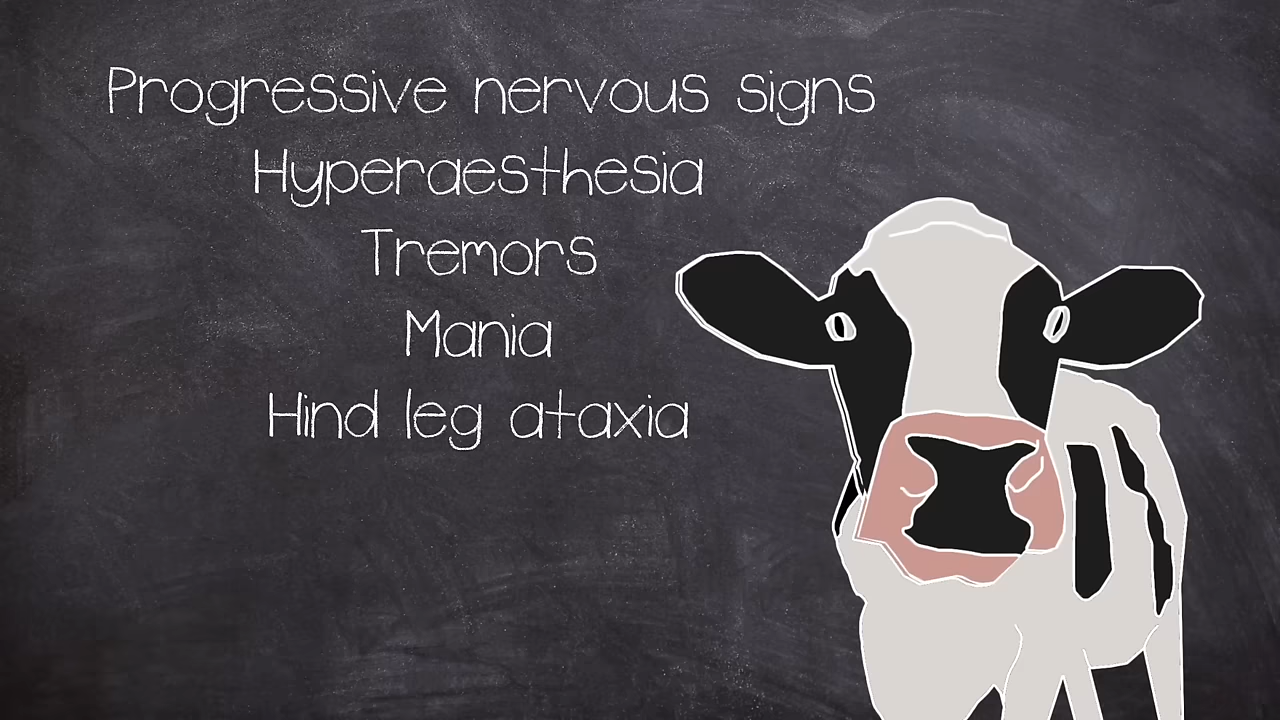 Progressive nervous signs
Hyperaesthesia
Tremors
Mania
Hind leg ataxia